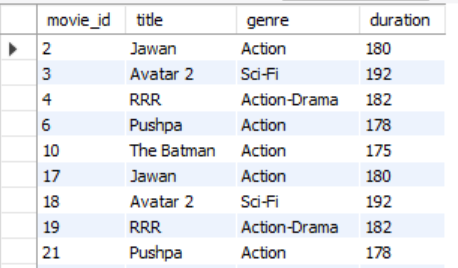 movie_id title genre duration
2 Jawan Action 180
3 Avatar 2 Sci-Fi 192
4 RRR Action-Drama 182
6 Pushpa Action 178
10 The Batman Action 175
17 Jawan Action 180
18 Avatar 2 Sci-Fi 192
19 RRR Action-Drama 182
21 Pushpa Action 178